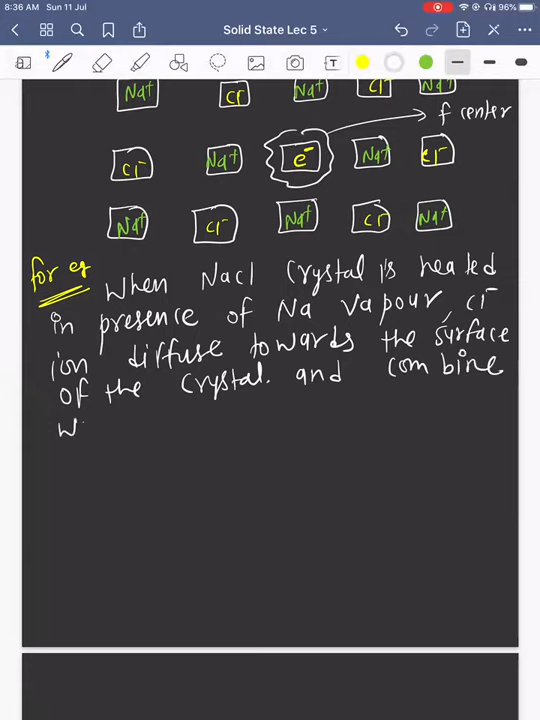 8:36 AM Sun 11 Jul 96%
Solid State Lec 5
Na+ Cl Na+ Cl- Na+
f center
Cl- Na+ e- Na+ Cl-
Na+ Cl- Na+ Cl- Na+
for eg When Nacl Crystal is heated
in presence of Na vapour, cl-
ion diffuse towards the surface
of the crystal. and combine
w